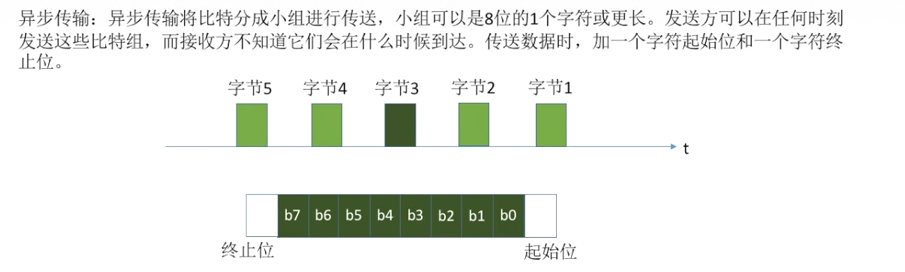 异步传输：异步传输将比特分成小组进行传送，小组可以是8位的1个字符或更长。发送方可以在任何时刻
发送这些比特组，而接收方不知道它们会在什么时候到达。传送数据时，加一个字符起始位和一个字符终
止位。
字节5 字节4 字节3 字节2 字节1
t
b7 b6 b5 b4 b3 b2 b1 b0
终止位 起始位